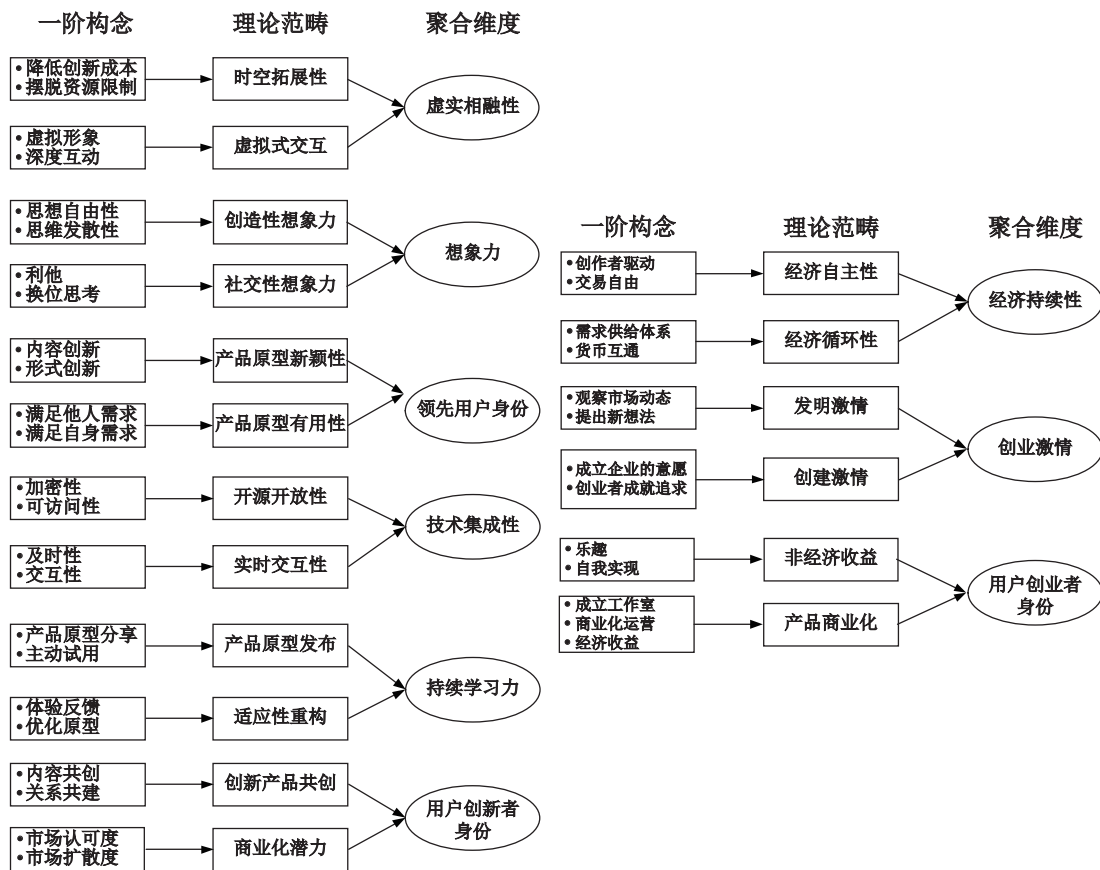 一阶构念
理论范畴
聚合维度
•降低创新成本
•摆脱资源限制
时空拓展性
虚实相融性
•虚拟形象
•深度互动
虚拟式交互
•思想自由性
•思维发散性
创造性想象力
想象力
•利他
•换位思考
社交性想象力
•内容创新
•形式创新
产品原型新颖性
领先用户身份
•满足他人需求
•满足自身需求
产品原型有用性
•加密性
•可访问性
开源开放性
技术集成性
•及时性
•交互性
实时交互性
•产品原型分享
•主动试用
产品原型发布
持续学习力
•体验反馈
•优化原型
适应性重构
•内容共创
•关系共建
创新产品共创
用户创新者
身份
•市场认可度
•市场扩散度
商业化潜力
一阶构念
理论范畴
聚合维度
•创作者驱动
•交易自由
经济自主性
经济持续性
•需求供给体系
•货币互通
经济循环性
•观察市场动态
•提出新想法
发明激情
创业激情
•成立企业的意愿
•创业者成就追求
创建激情
•乐趣
•自我实现
非经济收益
用户创业者
身份
•成立工作室
•商业化运营
•经济收益
产品商业化